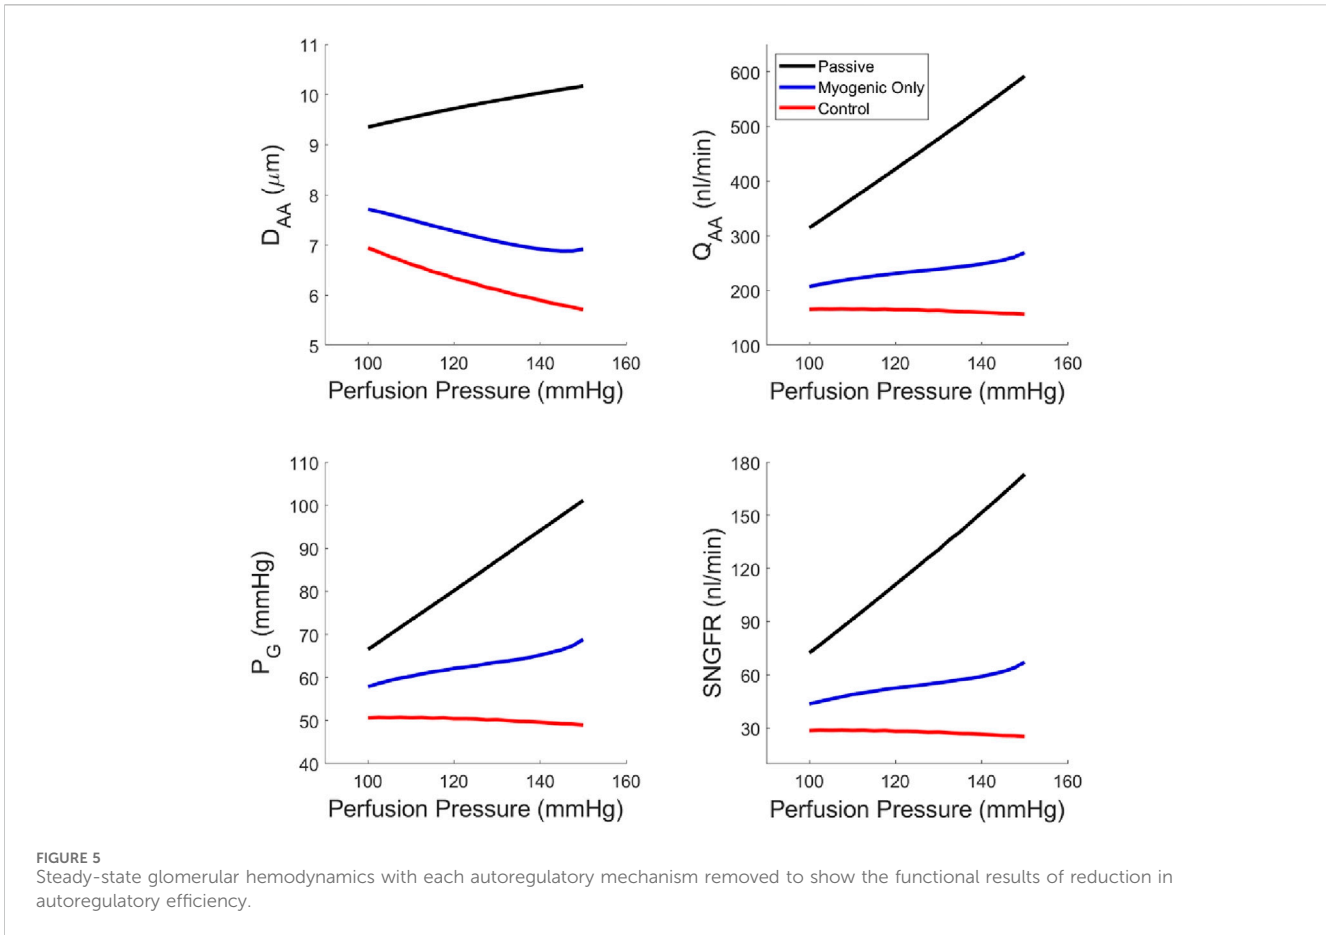 11
10
9
8
7
6
5
D_AA (μm)
100 120 140 160
Perfusion Pressure (mmHg)
600
500
400
300
200
100
Q_AA (nl/min)
Passive
Myogenic Only
Control
100 120 140 160
Perfusion Pressure (mmHg)
110
100
90
80
70
60
50
40
P_G (mmHg)
100 120 140 160
Perfusion Pressure (mmHg)
180
150
120
90
60
30
SNGFR (nl/min)
100 120 140 160
Perfusion Pressure (mmHg)
FIGURE 5
Steady-state glomerular hemodynamics with each autoregulatory mechanism removed to show the functional results of reduction in
autoregulatory efficiency.